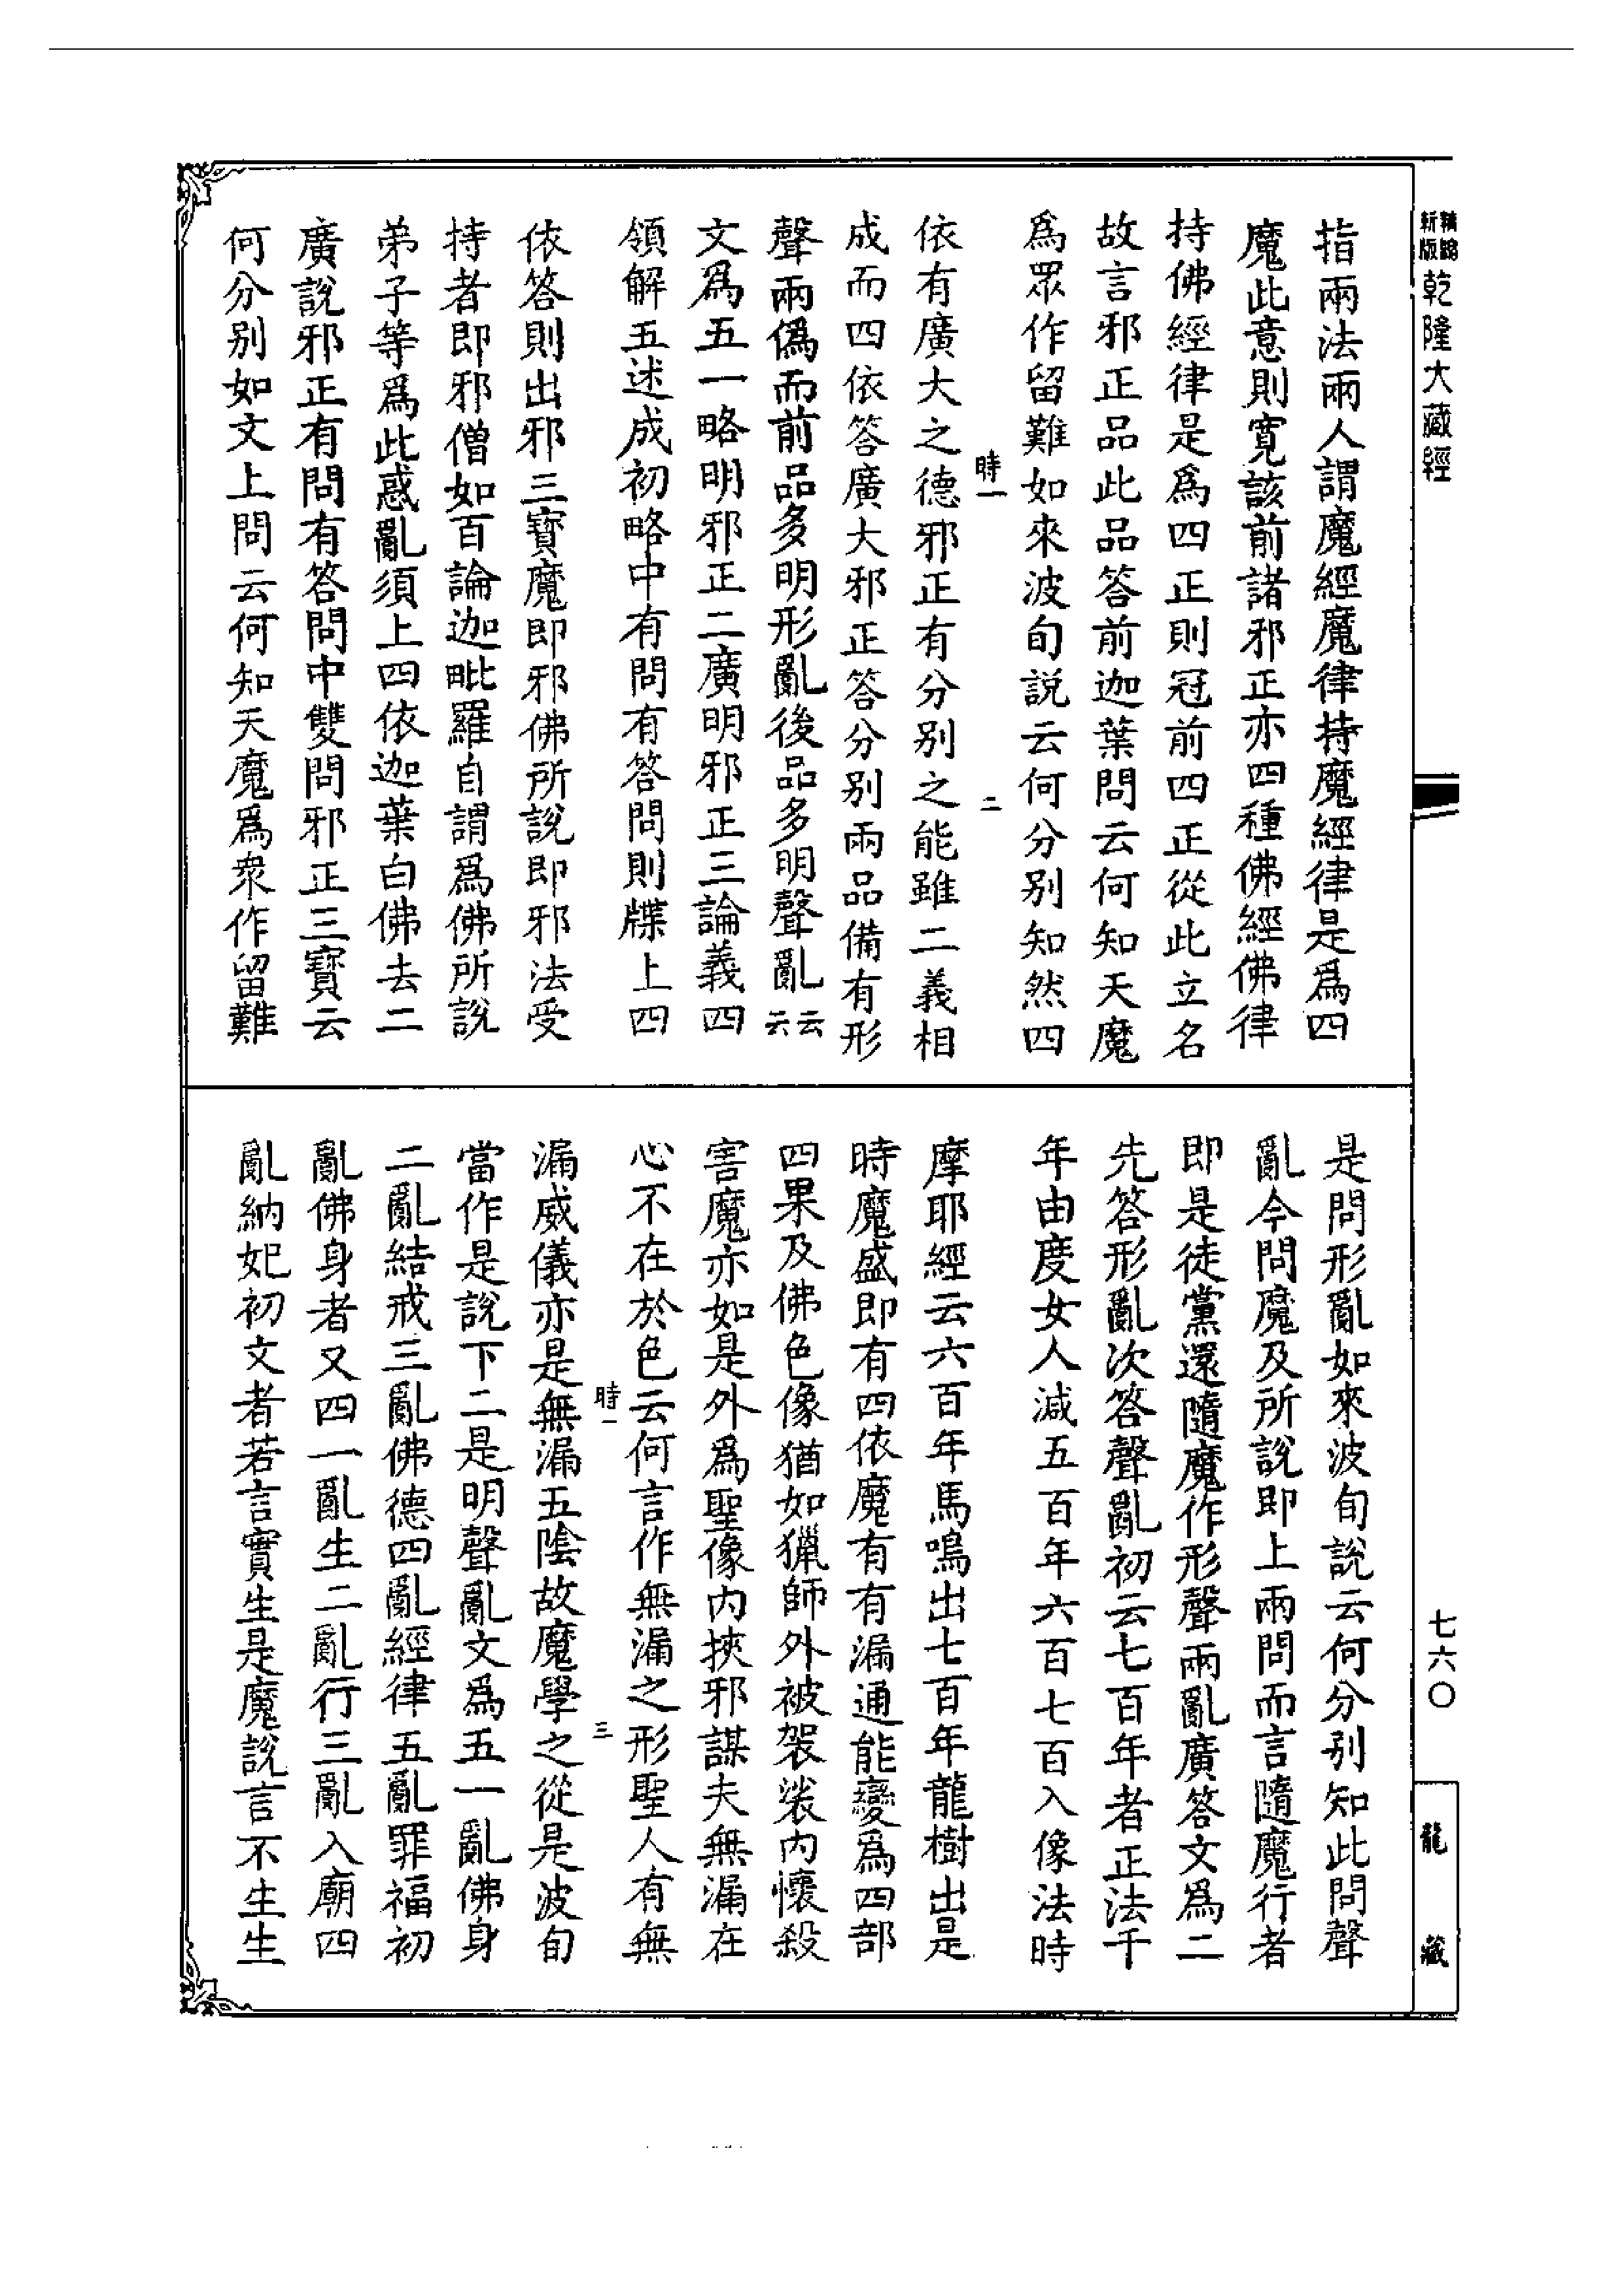 精縮
新版
乾隆大藏經
指兩法兩人謂魔經魔律持魔經律是爲四
魔此意則寬該前諸邪正亦四種佛經佛律
持佛經律是爲四正則冠前四正從此立名
故言邪正品此品答前迦葉問云何知天魔
爲眾作留難如來波旬説云何分别知然四
時一
二
依有廣大之德邪正有分别之能雖二義相
成而四依答廣大邪正答分别兩品備有形
聲兩僞而前品多明形亂後品多明聲亂云云
文爲五一略明邪正二廣明邪正三論義四
領解五述成初略中有問有答問則牒上四
依答則出邪三寶魔即邪佛所説即邪法受
持者即邪僧如百論迦毗羅自謂爲佛所説
弟子等爲此惑亂須上四依迦葉白佛去二
廣説邪正有問有答問中雙問邪正三寶云
何分别如文上問云何知天魔爲衆作留難
是問形亂如來波旬説云何分别知此問聲
亂今問魔及所説即上兩問而言隨魔行者
即是徒黨還隨魔作形聲兩亂廣答文爲二
先答形亂次答聲亂初云七百年者正法千
年由度女人減五百年六百七百入像法時
摩耶經云六百年馬鳴出七百年龍樹出是
時魔盛即有四依魔有有漏通能變爲四部
四果及佛色像猶如獵師外被袈裟内懷殺
害魔亦如是外爲聖像内挾邪謀夫無漏在
心不在於色云何言作無漏之形聖人有無
時一
三
漏威儀亦是無漏五陰故魔學之從是波旬
當作是説下二是明聲亂文爲五一亂佛身
二亂結戒三亂佛德四亂經律五亂罪福初
亂佛身者又四一亂生二亂行三亂入廟四
亂納妃初文者若言實生是魔説言不生生
七六〇
龍藏